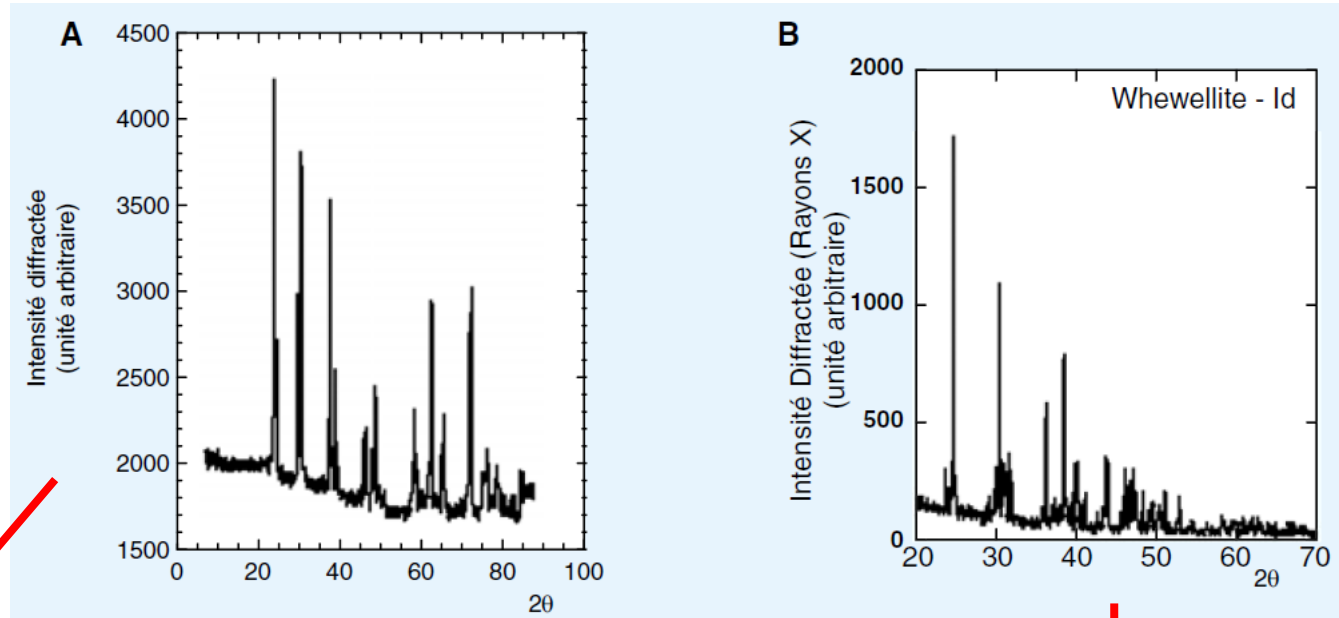 A
Intensité diffractée
(unité arbitraire)
4500
4000
3500
3000
2500
2000
1500
0 20 40 60 80 100
2θ
B
Whewellite - Id
Intensité Diffractée (Rayons X)
(unité arbitraire)
2000
1500
1000
500
0
20 30 40 50 60 70
2θ